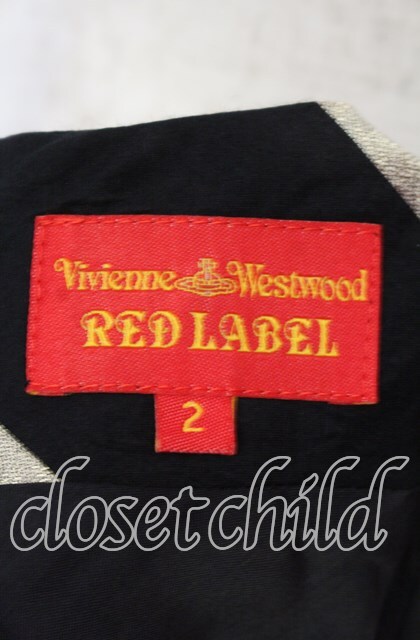 Vivienne Westwood
RED LABEL
2
closet child